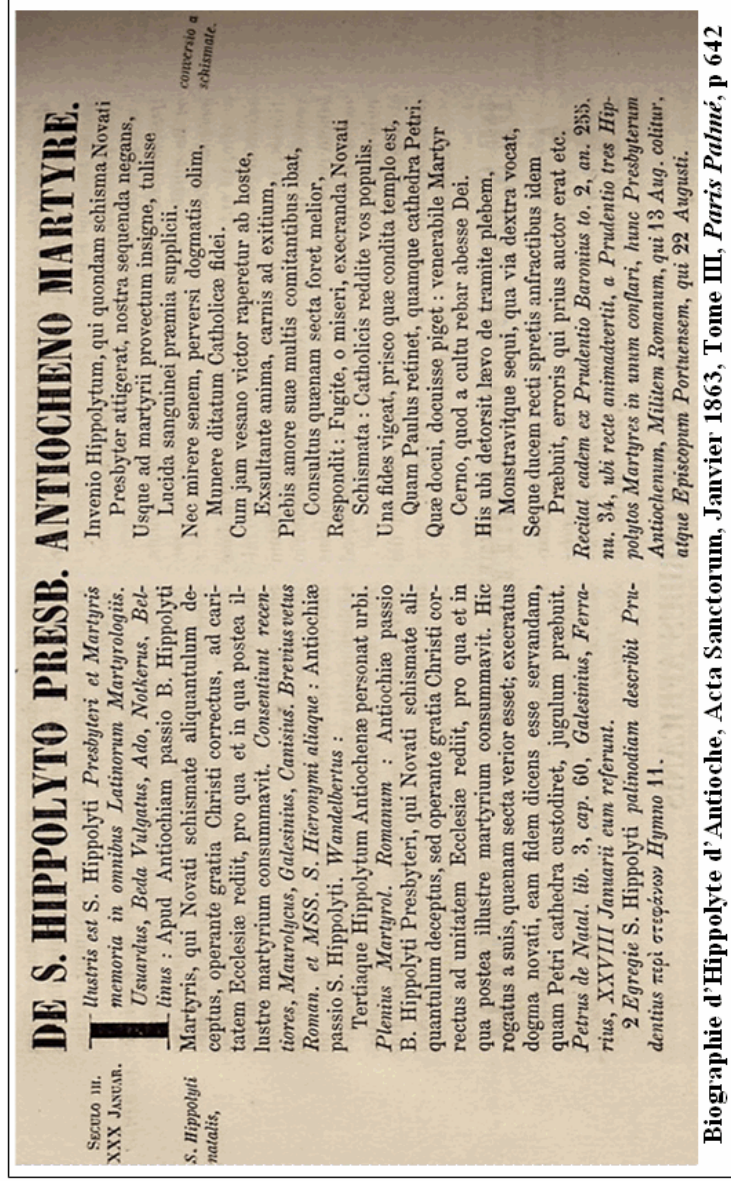 DE S. HIPPOLYTO PRESB. ANTIOCHENO MARTYRE.
SECULO III.
XXX JANUAR.
S. Hippolyti
natalis,
Illustris est S. Hippolyti Presbyteri et Martyris
memoria in omnibus Latinorum Martyrologiis.
Usuardus, Beda Vulgatus, Ado, Notkerus, Bel-
linus : Apud Antiochiam passio B. Hippolyti
Martyris, qui Novati schismate aliquantulum de-
ceptus, operante gratia Christi correctus, ad cari-
tatem Ecclesiæ rediit, pro qua et in qua postea il-
lustre martyrium consummavit. Consentiunt recen-
tiores, Maurolycus, Galesinius, Canisius. Brevius vetus
Roman. et MSS. S. Hieronymi aliaque : Antiochiæ
passio S. Hippolyti. Wandelbertus :
Tertiaque Hippolytum Antiochenæ personat urbi.
Plenius Martyrol. Romanum : Antiochiæ passio
B. Hippolyti Presbyteri, qui Novati schismate ali-
quantulum deceptus, sed operante gratia Christi cor-
rectus ad unitatem Ecclesiæ rediit, pro qua et in
qua postea illustre martyrium consummavit. Hic
rogatus a suis, quænam secta verior esset; execratus
dogma novati, eam fidem dicens esse servandam,
quam Petri cathedra custodiret, jugulum præbuit.
Petrus de Natal. lib. 3, cap. 60, Galesinius, Ferra-
rius, XXVIII Januarii eum referunt.
2 Egregie S. Hippolyti palinodiam describit Pru-
dentius περὶ στεφάνων Hymno 11.
Invenio Hippolytum, qui quondam schisma Novati
Presbyter attigerat, nostra sequenda negans,
Usque ad martyrii provectum insigne, tulisse
Lucida sanguinei præmia supplicii.
Nec mirere senem, perversi dogmatis olim,
Munere ditatum Catholicæ fidei.
Cum jam vesano victor raperetur ab hoste,
Exsultante anima, carnis ad exitium,
Plebis amore suæ multis comitantibus ibat,
Consultus quænam secta foret melior,
Respondit : Fugite, o miseri, execranda Novati
Schismata : Catholicis reddite vos populis.
Una fides vigeat, prisco quæ condita templo est,
Quam Paulus retinet, quamque cathedra Petri.
Quæ docui, docuisse piget : venerabile Martyr
Cerno, quod a cultu rebar abesse Dei.
His ubi detorsit lævo de tramite plebem,
Monstravitque sequi, qua via dextra vocat,
Seque ducem recti spretis anfractibus idem
Præbuit, erroris qui prius auctor erat etc.
Recitat eadem ex Prudentio Baronius to. 2, an. 255.
nu. 34, ubi recte animadvertit, a Prudentio tres Hip-
polytos Martyres in unum conflari, hunc Presbyterum
Antiochenum, Militem Romanum, qui 13 Aug. colitur,
atque Episcopum Portuensem, qui 22 Augusti.
conversio a
schismate.
Biographie d'Hippolyte d'Antioche, Acta Sanctorum, Janvier 1863, Tome III, Paris Palmé, p 642